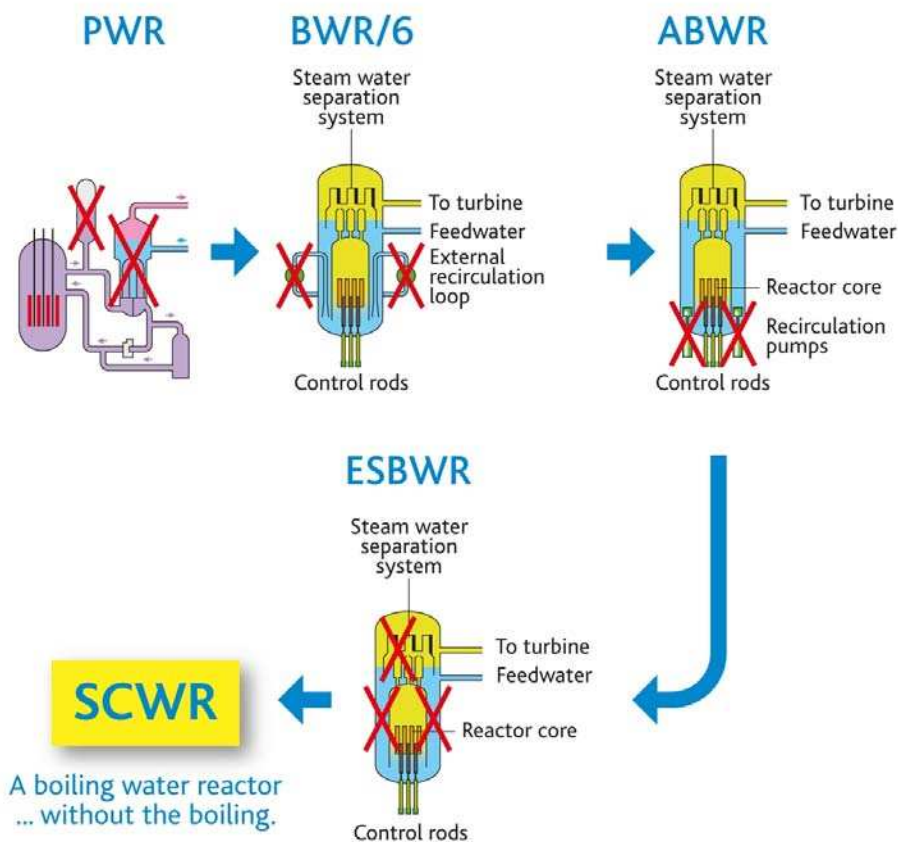 PWR
BWR/6
ABWR
Steam water
separation
system
To turbine
Feedwater
External
recirculation
loop
Control rods
Steam water
separation
system
To turbine
Feedwater
Reactor core
Recirculation
pumps
Control rods
ESBWR
Steam water
separation
system
To turbine
Feedwater
Reactor core
Control rods
SCWR
A boiling water reactor
... without the boiling.